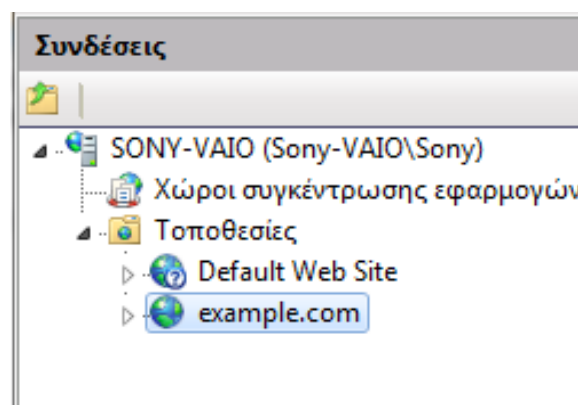 Συνδέσεις
SONY-VAIO (Sony-VAIO\Sony)
Χώροι συγκέντρωσης εφαρμογών
Τοποθεσίες
Default Web Site
example.com